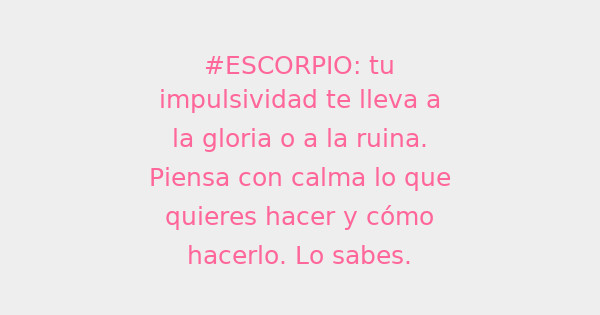 #ESCORPIO: tu
impulsividad te lleva a
la gloria o a la ruina.
Piensa con calma lo que
quieres hacer y cómo
hacerlo. Lo sabes.